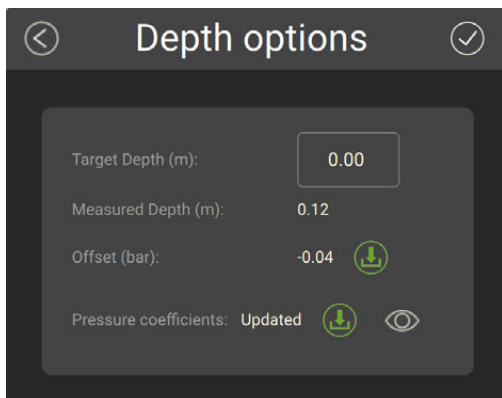 Depth options
Target Depth (m): 0.00
Measured Depth (m): 0.12
Offset (bar): -0.04
Pressure coefficients: Updated